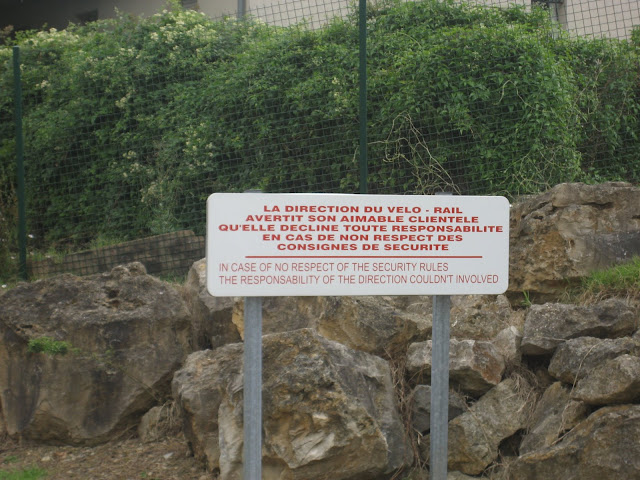 LA DIRECTION DU VELO - RAIL
AVERTIT SON AIMABLE CLIENTELE
QU'ELLE DECLINE TOUTE RESPONSABILITE
EN CAS DE NON RESPECT DES
CONSIGNES DE SECURITE
IN CASE OF NO RESPECT OF THE SECURITY RULES
THE RESPONSABILITY OF THE DIRECTION COULDN'T INVOLVED